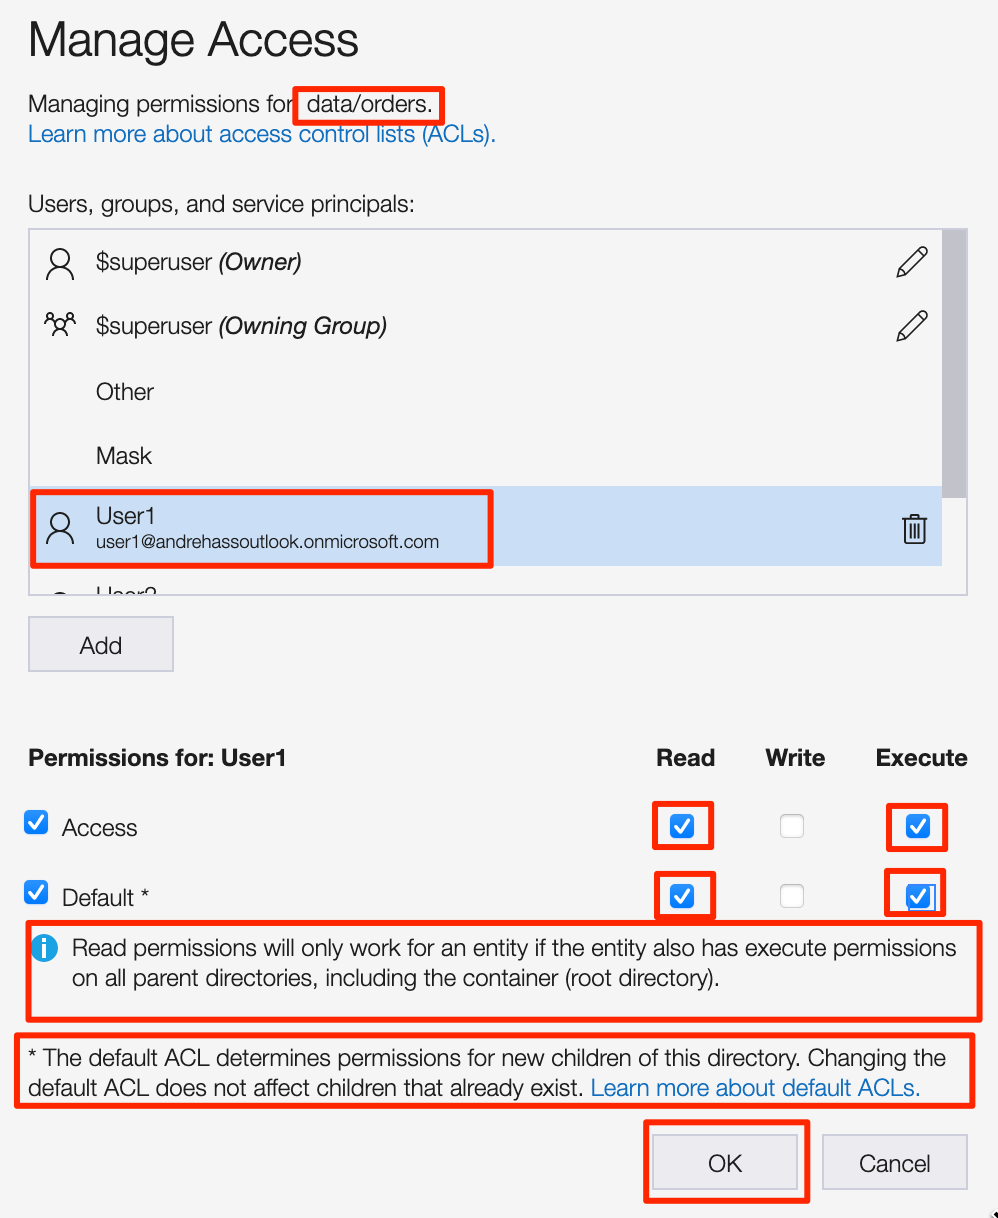 Manage Access
Managing permissions for data/orders.
Learn more about access control lists (ACLs).
Users, groups, and service principals:
$superuser (Owner)
$superuser (Owning Group)
Other
Mask
User1
user1@andrehassoutlook.onmicrosoft.com
User2
Add
Permissions for: User1 Read Write Execute
Access
Default *
Read permissions will only work for an entity if the entity also has execute permissions
on all parent directories, including the container (root directory).
* The default ACL determines permissions for new children of this directory. Changing the
default ACL does not affect children that already exist. Learn more about default ACLs.
OK Cancel